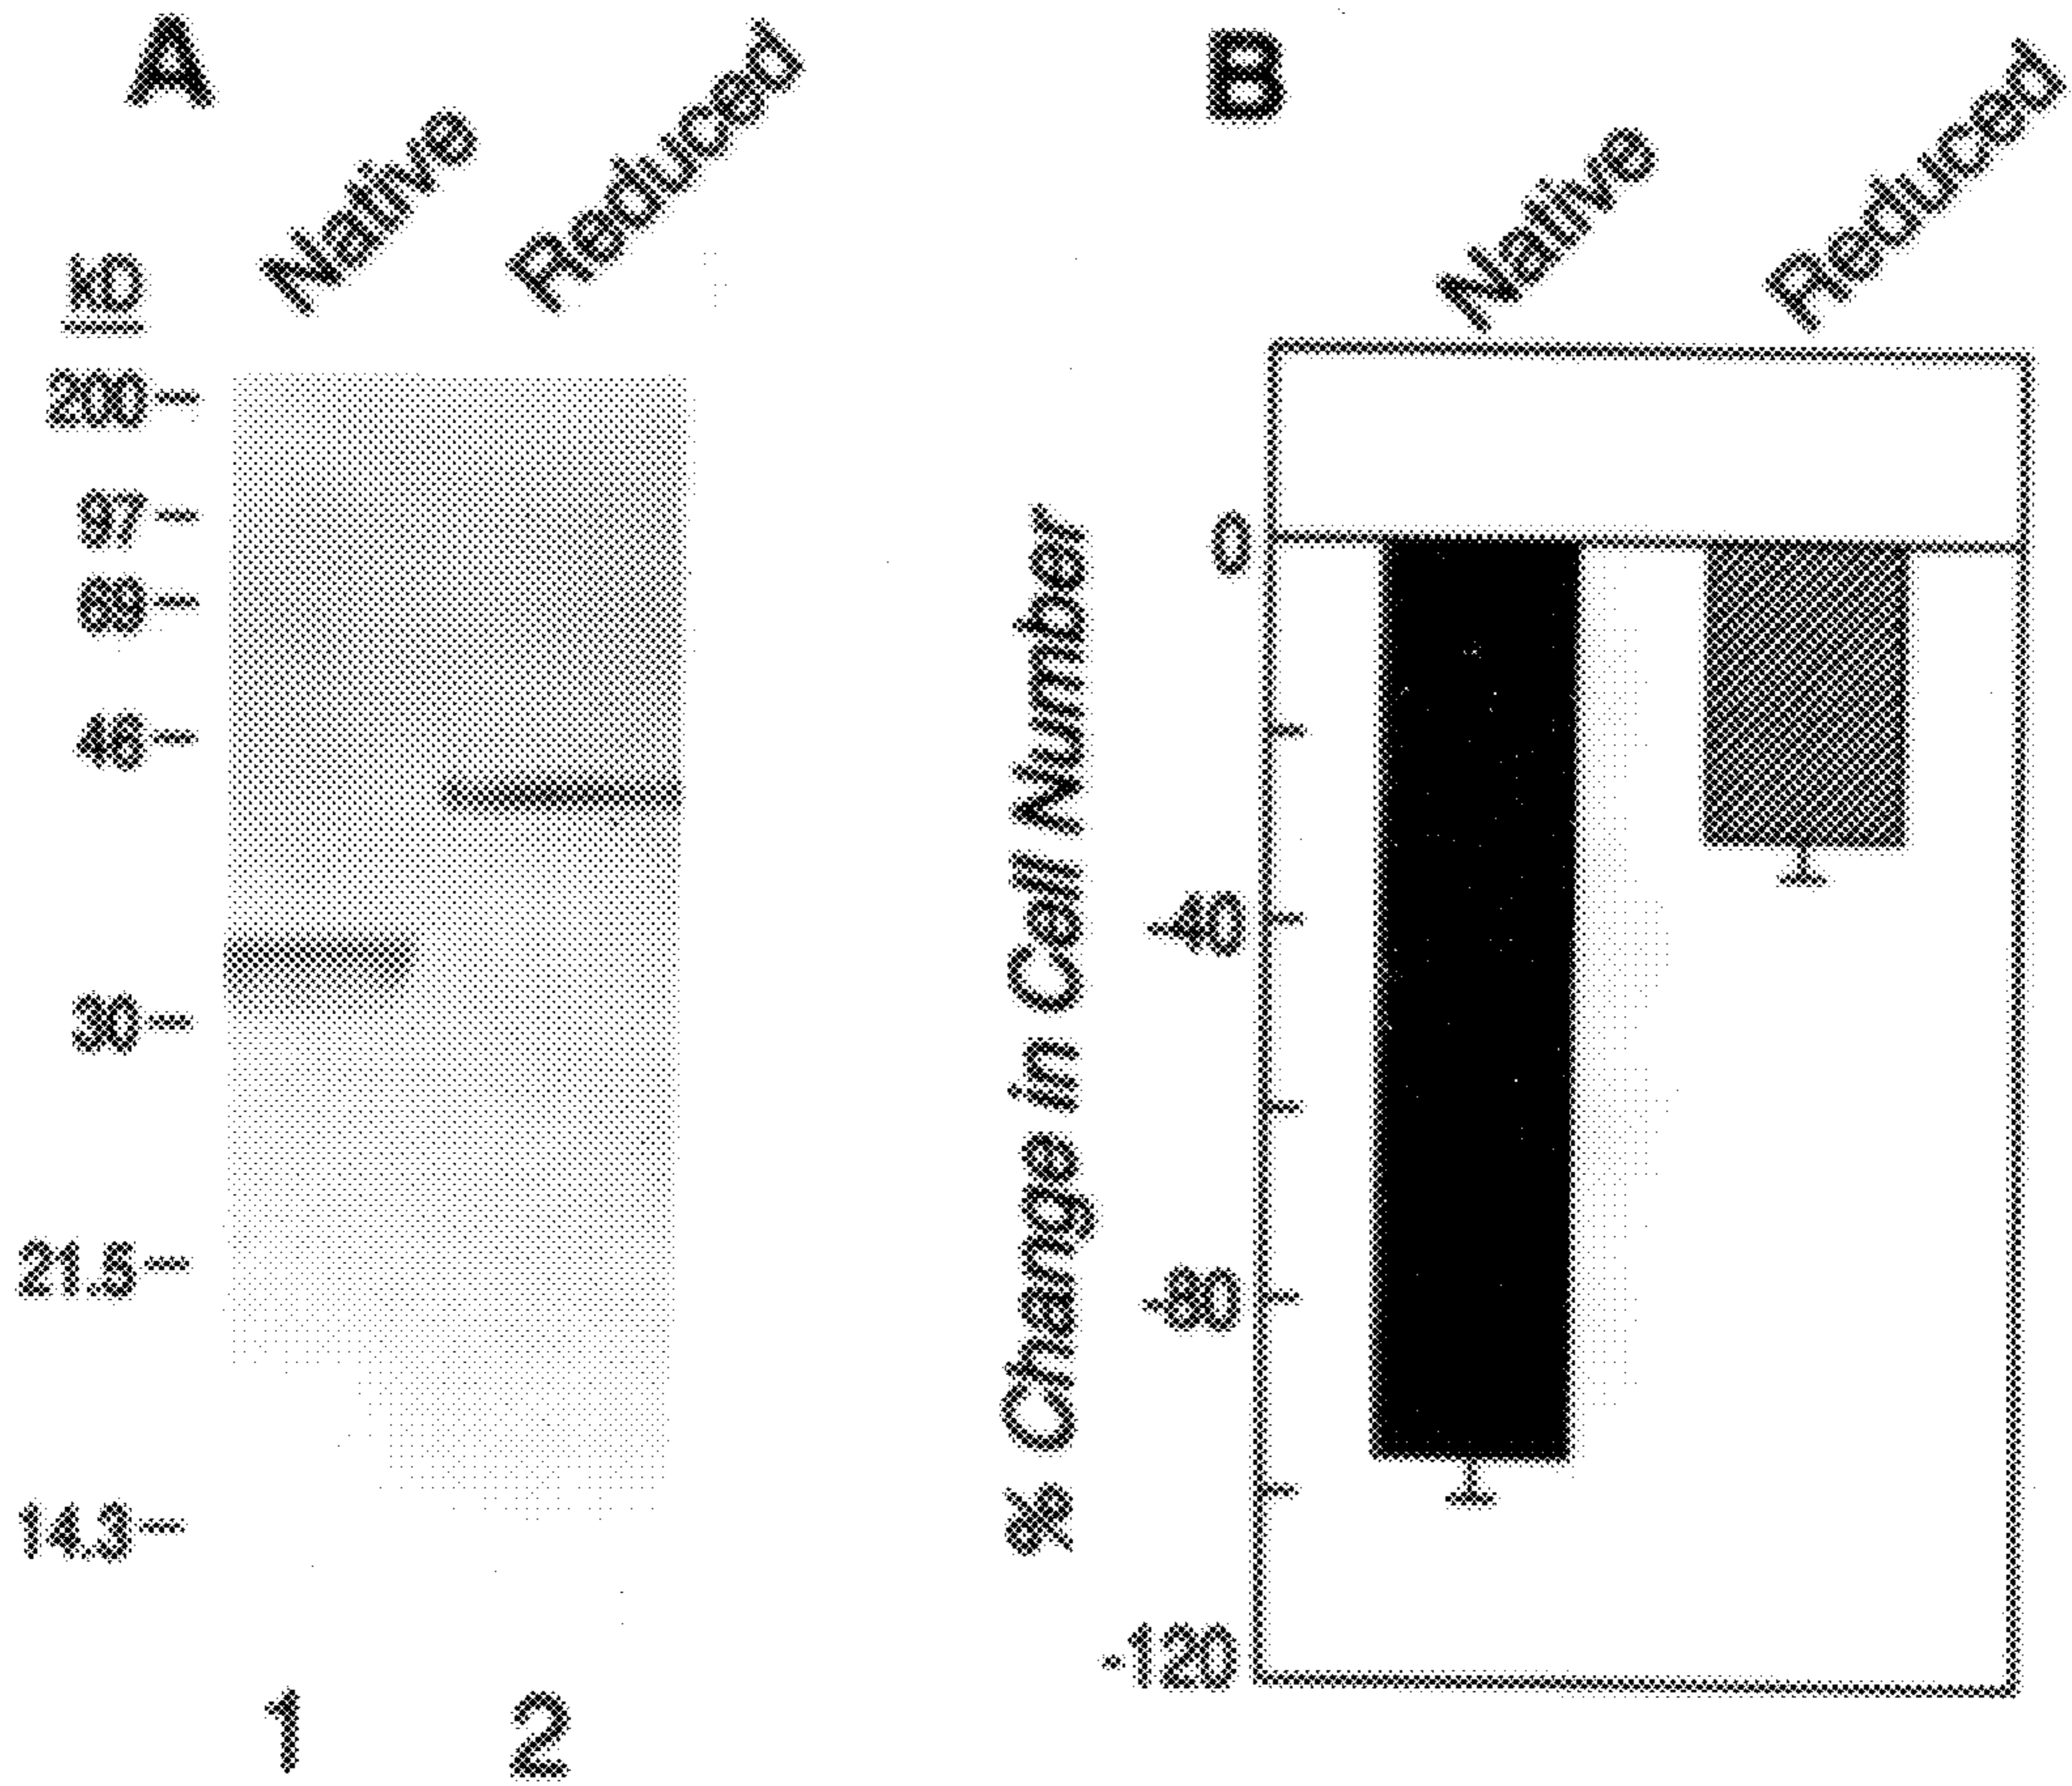 A
Native
Reduced
kD
200
97
69
46
30
21.5
14.3
1
2
B
Native
Reduced
% Change in Cell Number
0
-40
-80
-120